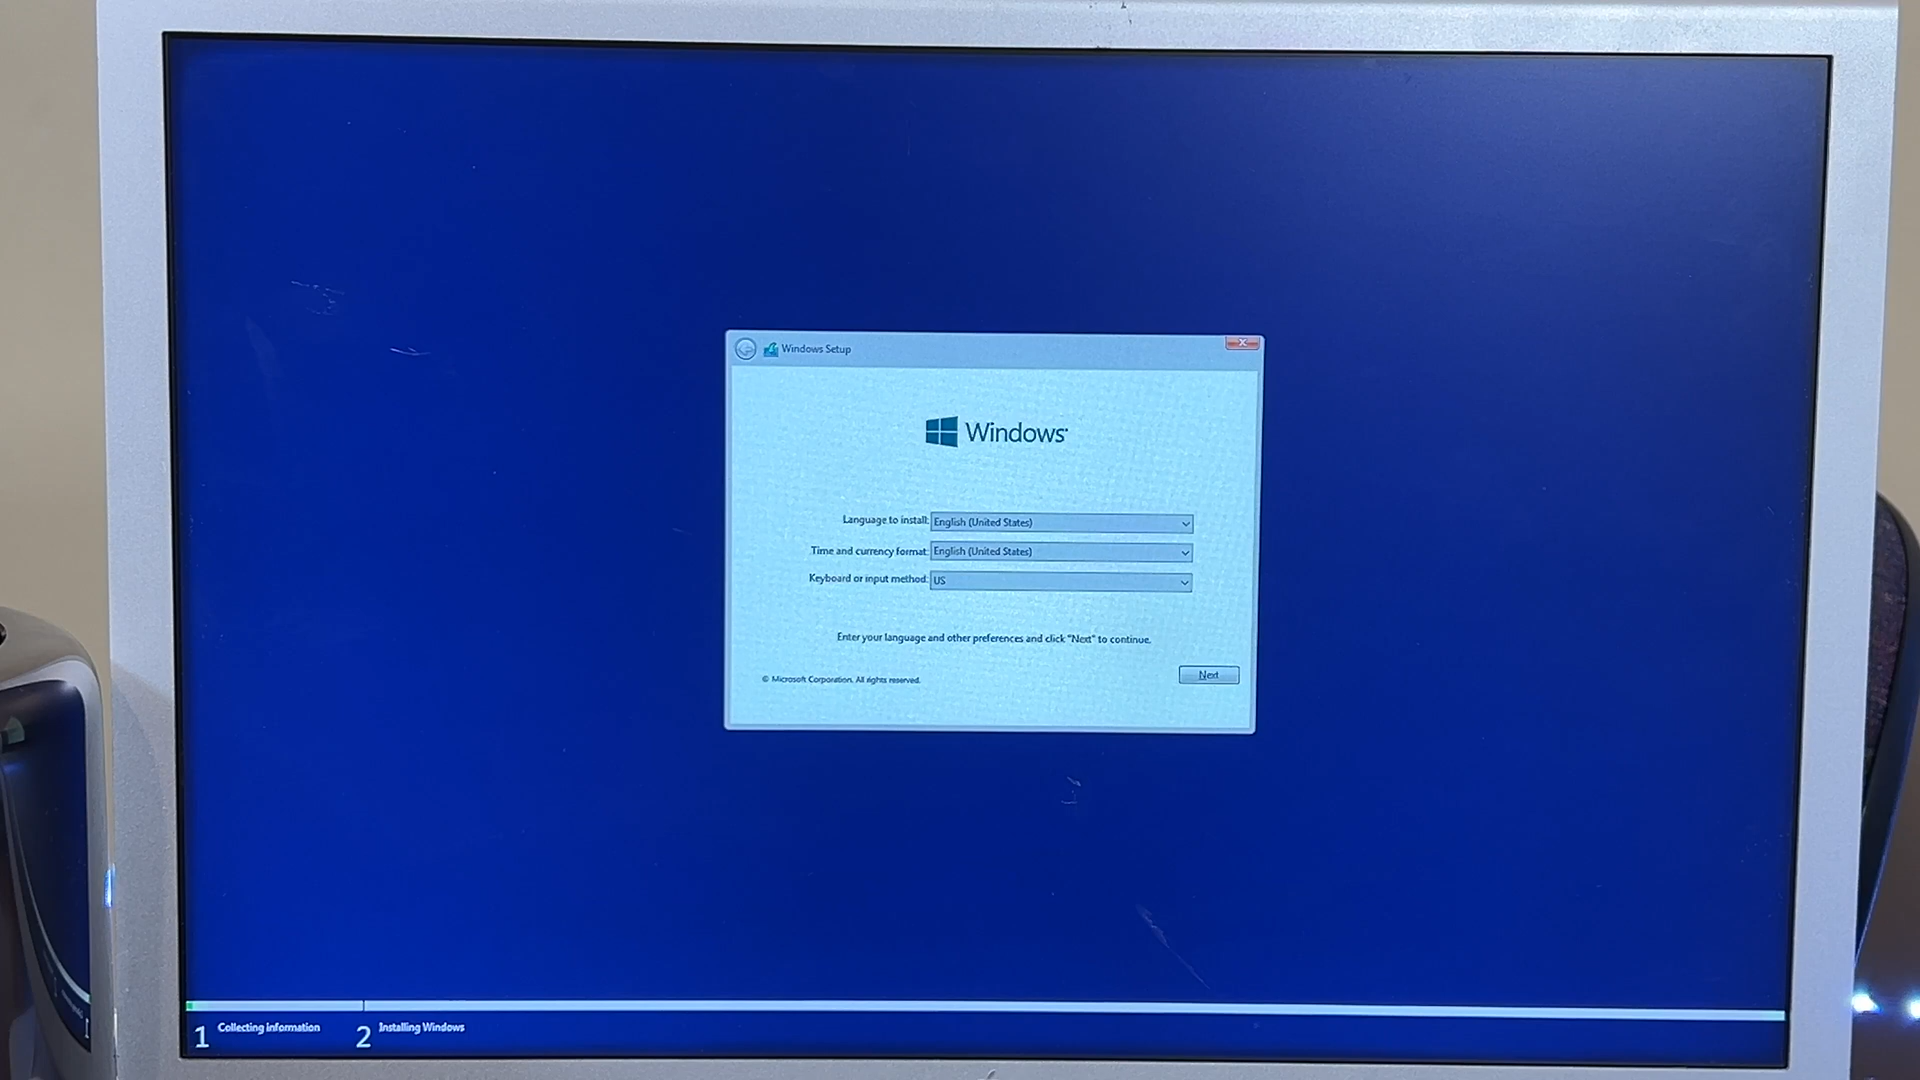 Windows Setup
Windows
Language to install: English (United States)
Time and currency format: English (United States)
Keyboard or input method: US
Enter your language and other preferences and click "Next" to continue.
© Microsoft Corporation. All rights reserved.
Next
1 Collecting information 2 Installing Windows